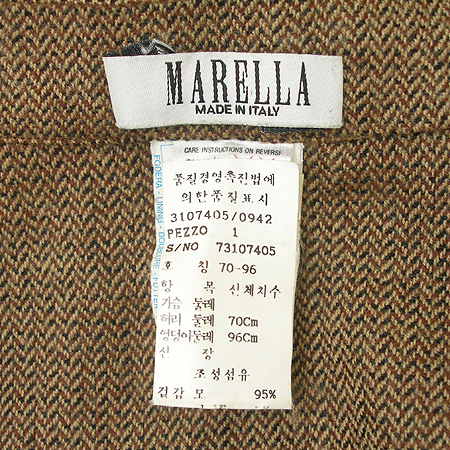 MARELLA
MADE IN ITALY
CARE INSTRUCTIONS ON REVERSE
FODERA - LINING - DOUBLURE -
품질경영촉진법에
의한품질표시
3107405/0942
PEZZO 1
S/NO 73107405
호 칭 70-96
항 목 신체치수
가슴 둘레
허리 둘레 70Cm
엉덩이둘레 96Cm
신 장
조성섬유
겉감 모 95%